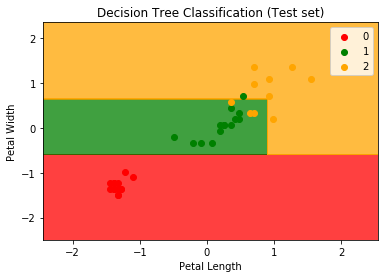 Decision Tree Classification (Test set)
0
1
2
2
1
0
−1
−2
Petal Width
−2 −1 0 1 2
Petal Length